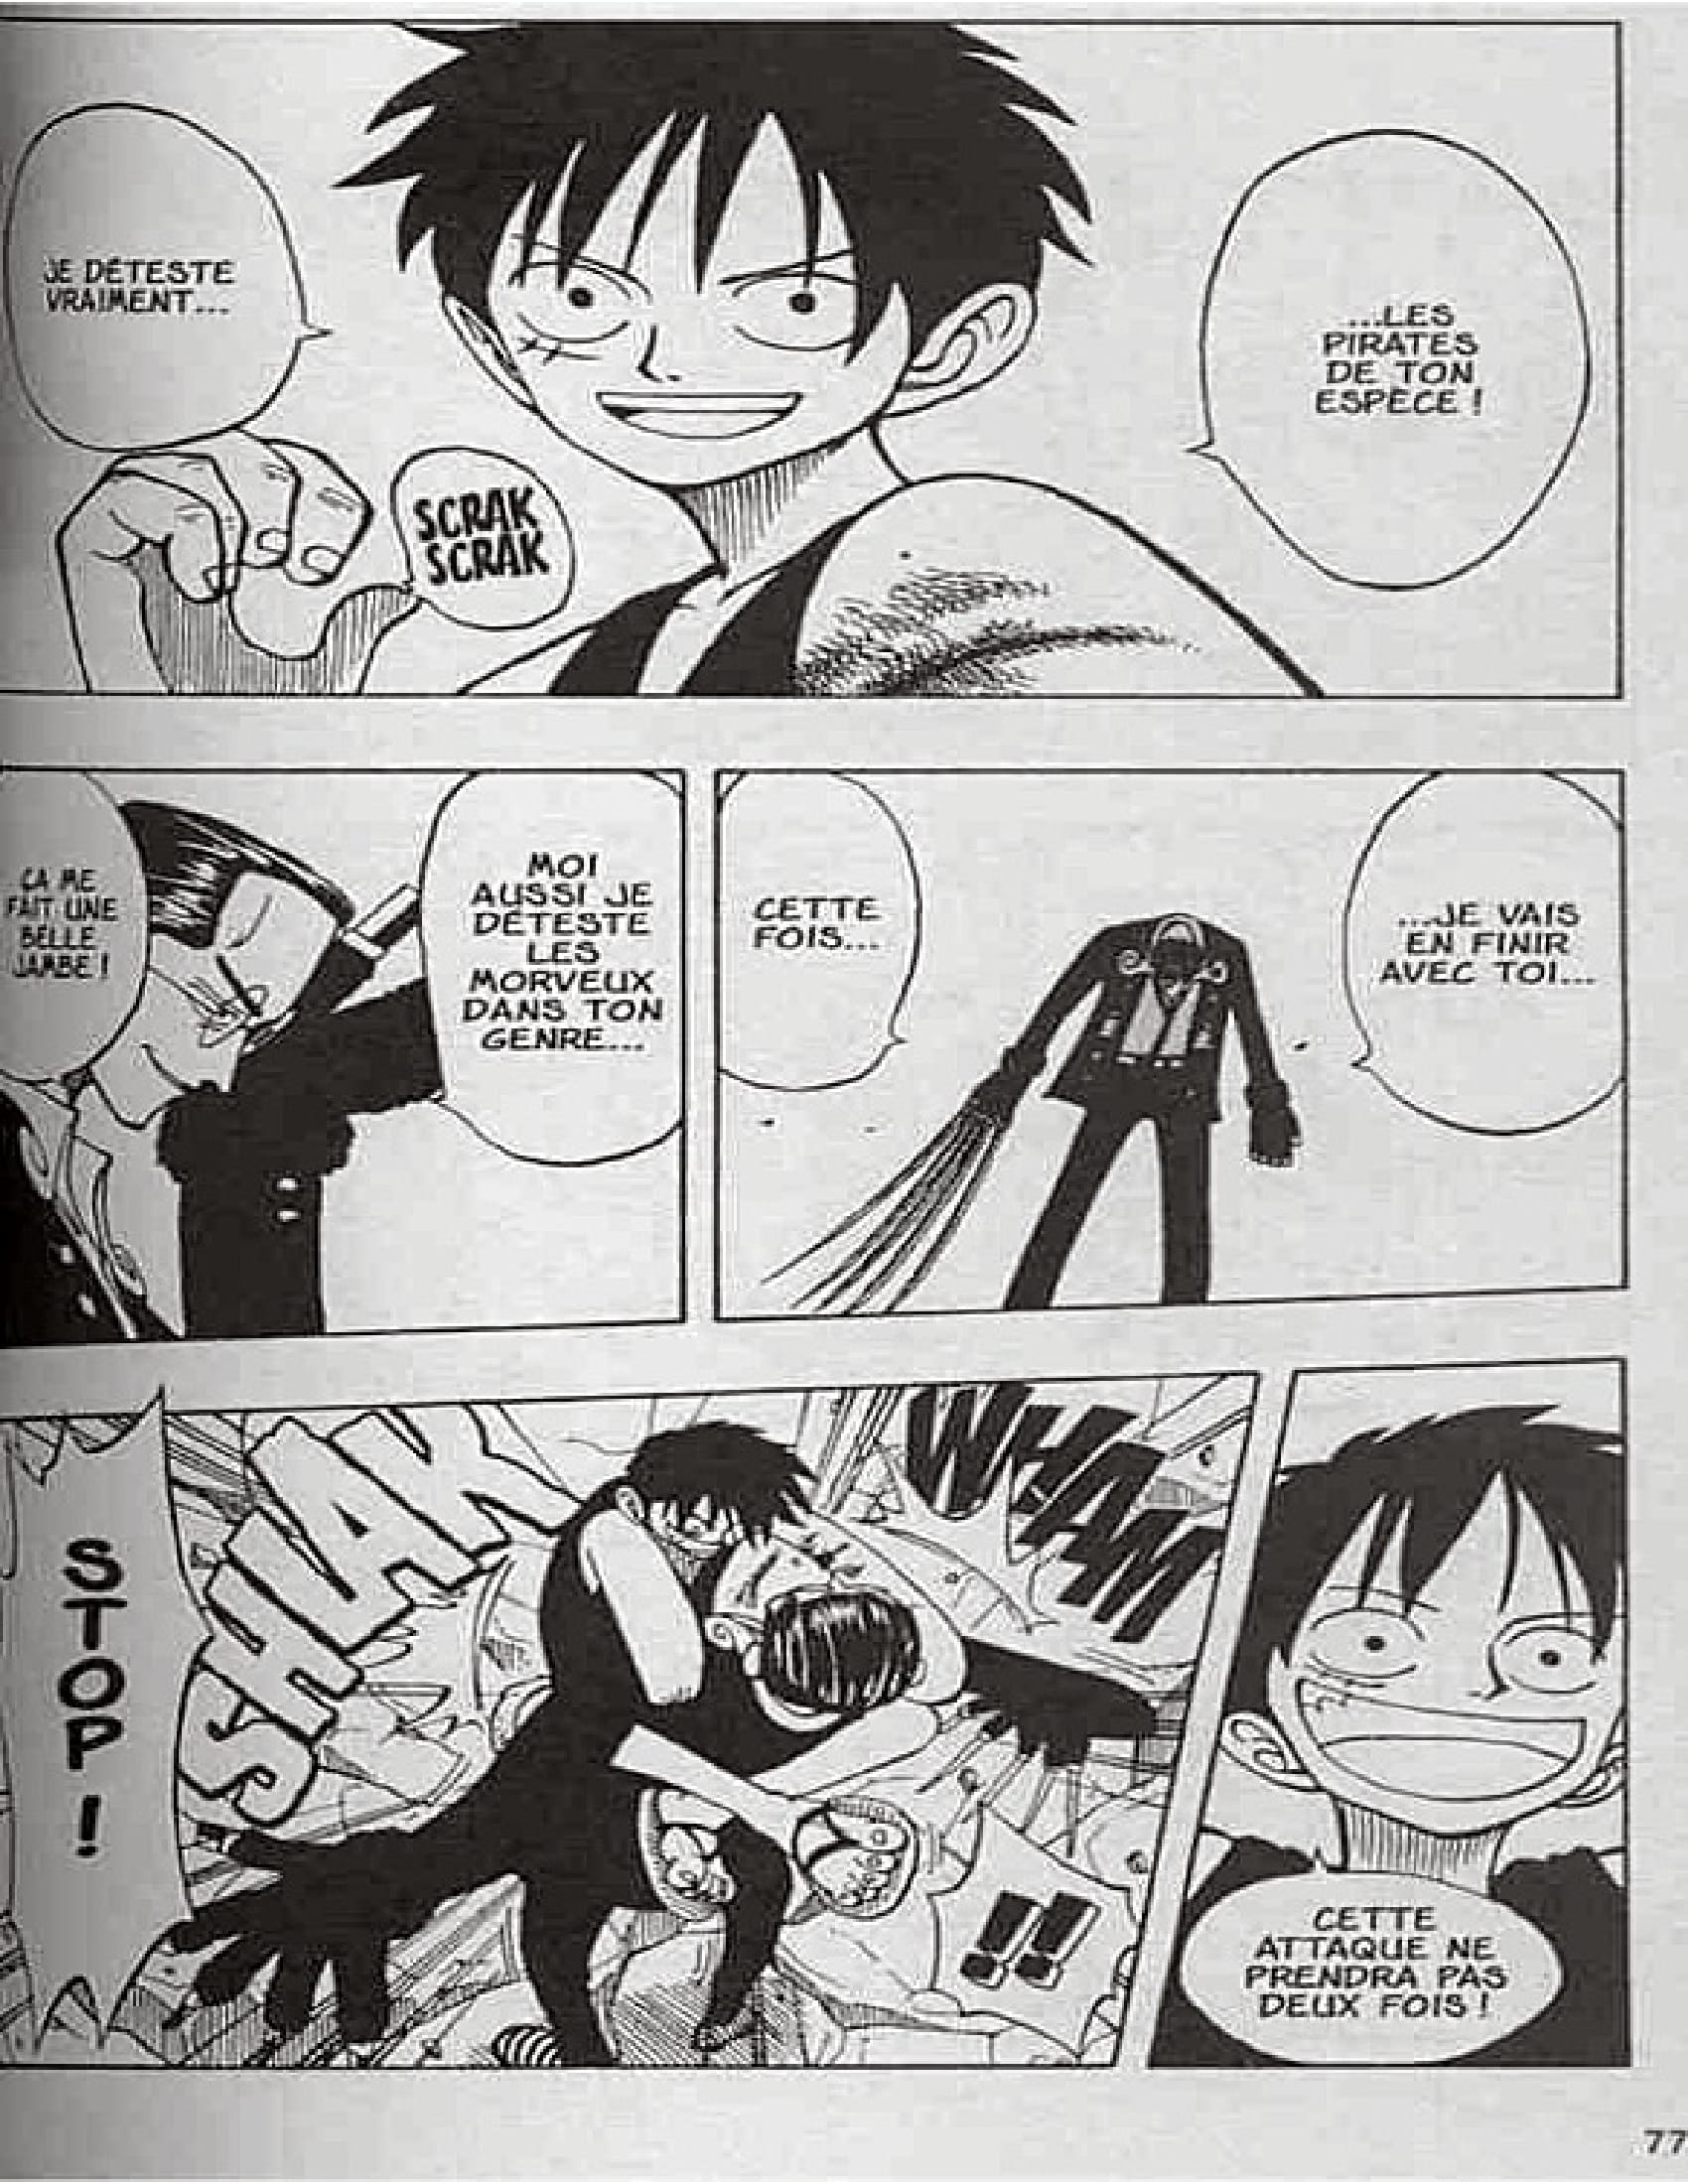 JE DÉTESTE
VRAIMENT...
SCRAK
SCRAK
...LES
PIRATES
DE TON
ESPÈCE !
ÇA ME
FAIT UNE
BELLE
JAMBE !
MOI
AUSSI JE
DÉTESTE
LES
MORVEUX
DANS TON
GENRE...
CETTE
FOIS...
...JE VAIS
EN FINIR
AVEC TOI...
STOP !
SHLAK
WHAM
!!
CETTE
ATTAQUE NE
PRENDRA PAS
DEUX FOIS !
77